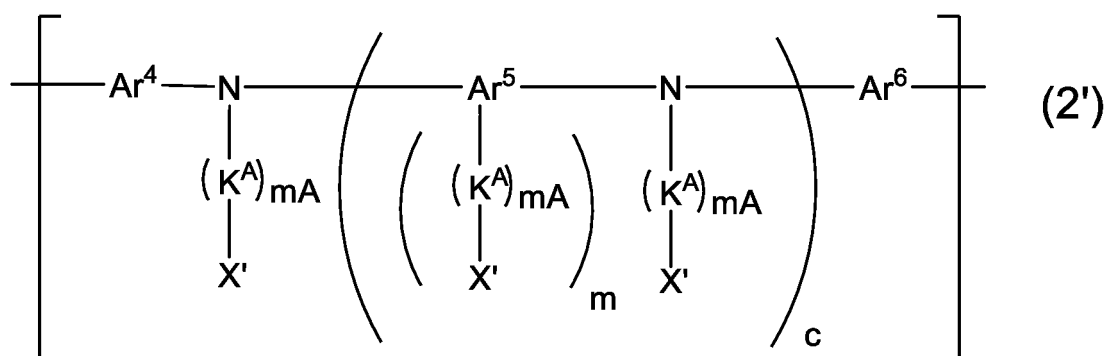 Ar⁴ N Ar⁵ N Ar⁶ (2')
(Kᴬ)mA (Kᴬ)mA (Kᴬ)mA
X' X' X' m
c